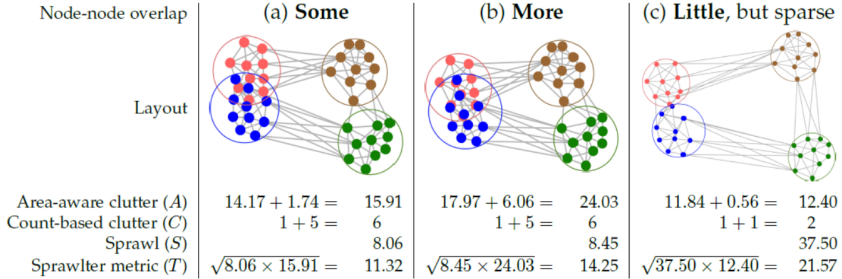 Node-node overlap (a) Some (b) More (c) Little, but sparse
Layout
Area-aware clutter (A) 14.17 + 1.74 = 15.91 17.97 + 6.06 = 24.03 11.84 + 0.56 = 12.40
Count-based clutter (C) 1 + 5 = 6 1 + 5 = 6 1 + 1 = 2
Sprawl (S) 8.06 8.45 37.50
Sprawlter metric (T) √8.06 × 15.91 = 11.32 √8.45 × 24.03 = 14.25 √37.50 × 12.40 = 21.57